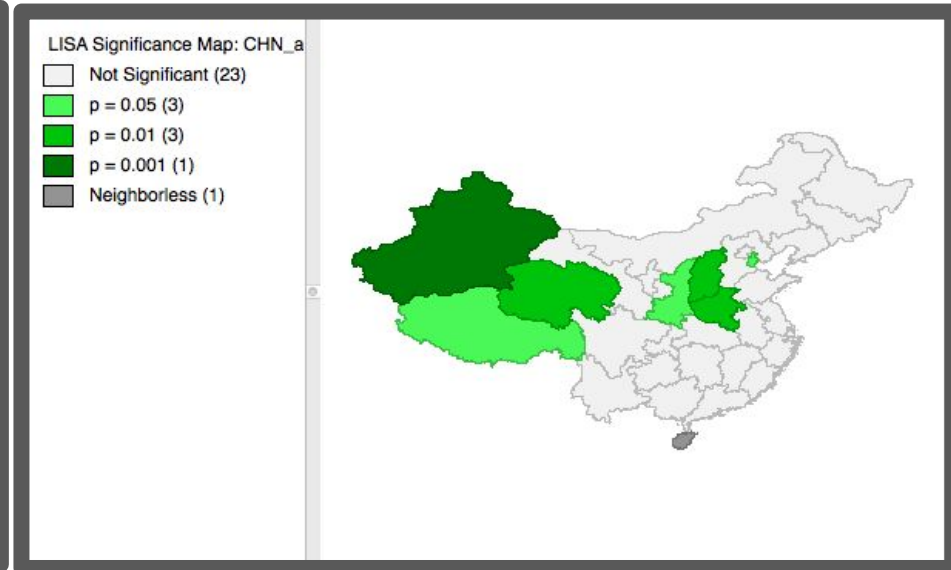 LISA Significance Map: CHN_a
Not Significant (23)
p = 0.05 (3)
p = 0.01 (3)
p = 0.001 (1)
Neighborless (1)